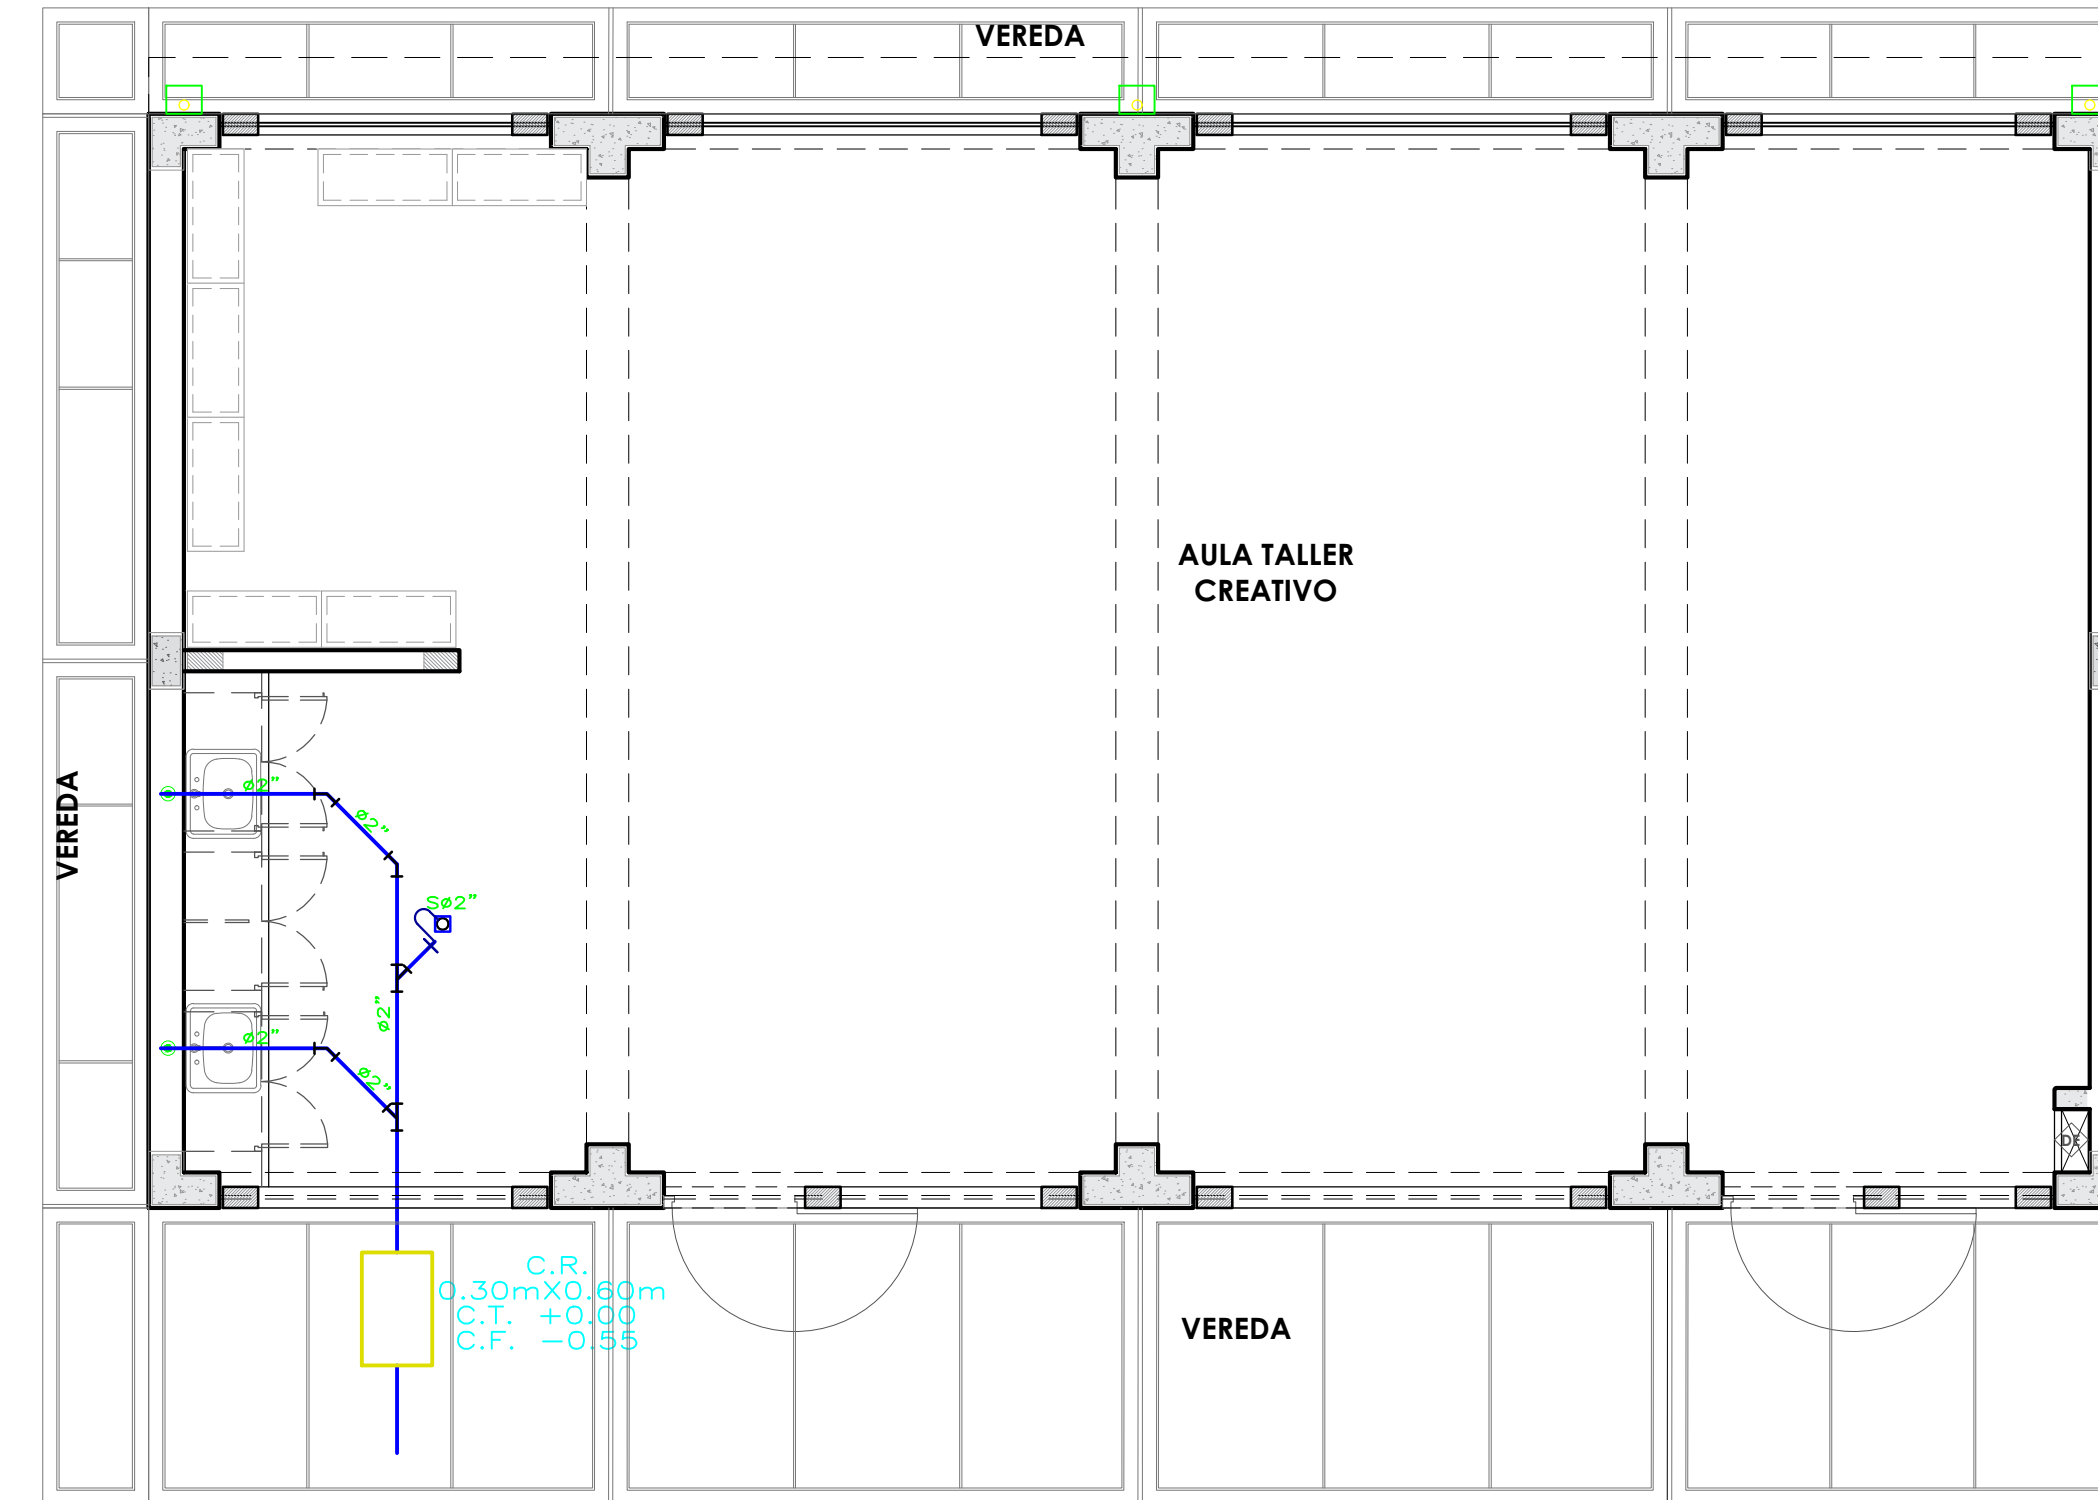 VEREDA
AULA TALLER
CREATIVO
VEREDA
ø2"
ø2"
Sø2"
ø2"
ø2"
ø2"
DF
C.R.
0.30mX0.60m
C.T. +0.00
C.F. -0.55
VEREDA